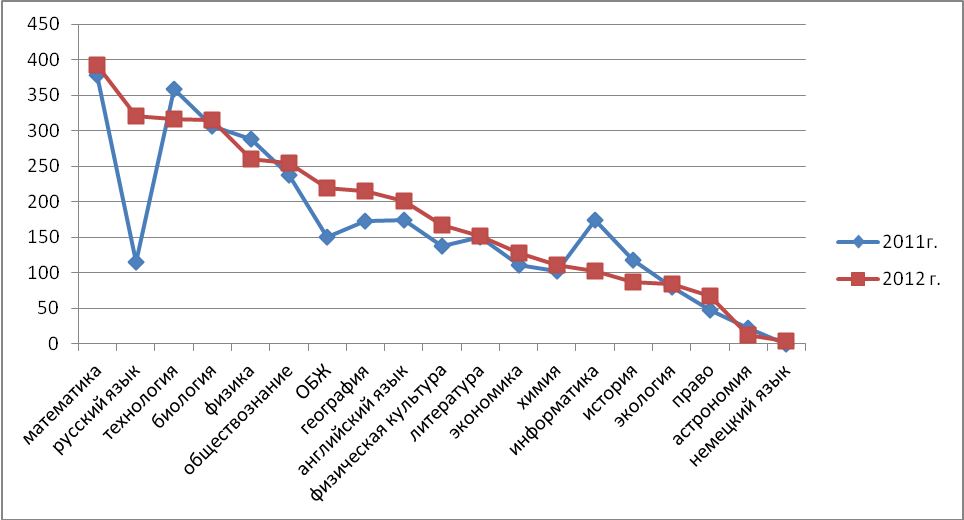 450
400
350
300
250
200
150
100
50
0
математика
русский язык
технология
биология
физика
обществознание
ОБЖ
география
английский язык
физическая культура
литература
экономика
химия
информатика
история
экология
право
астрономия
немецкий язык
2011г.
2012 г.